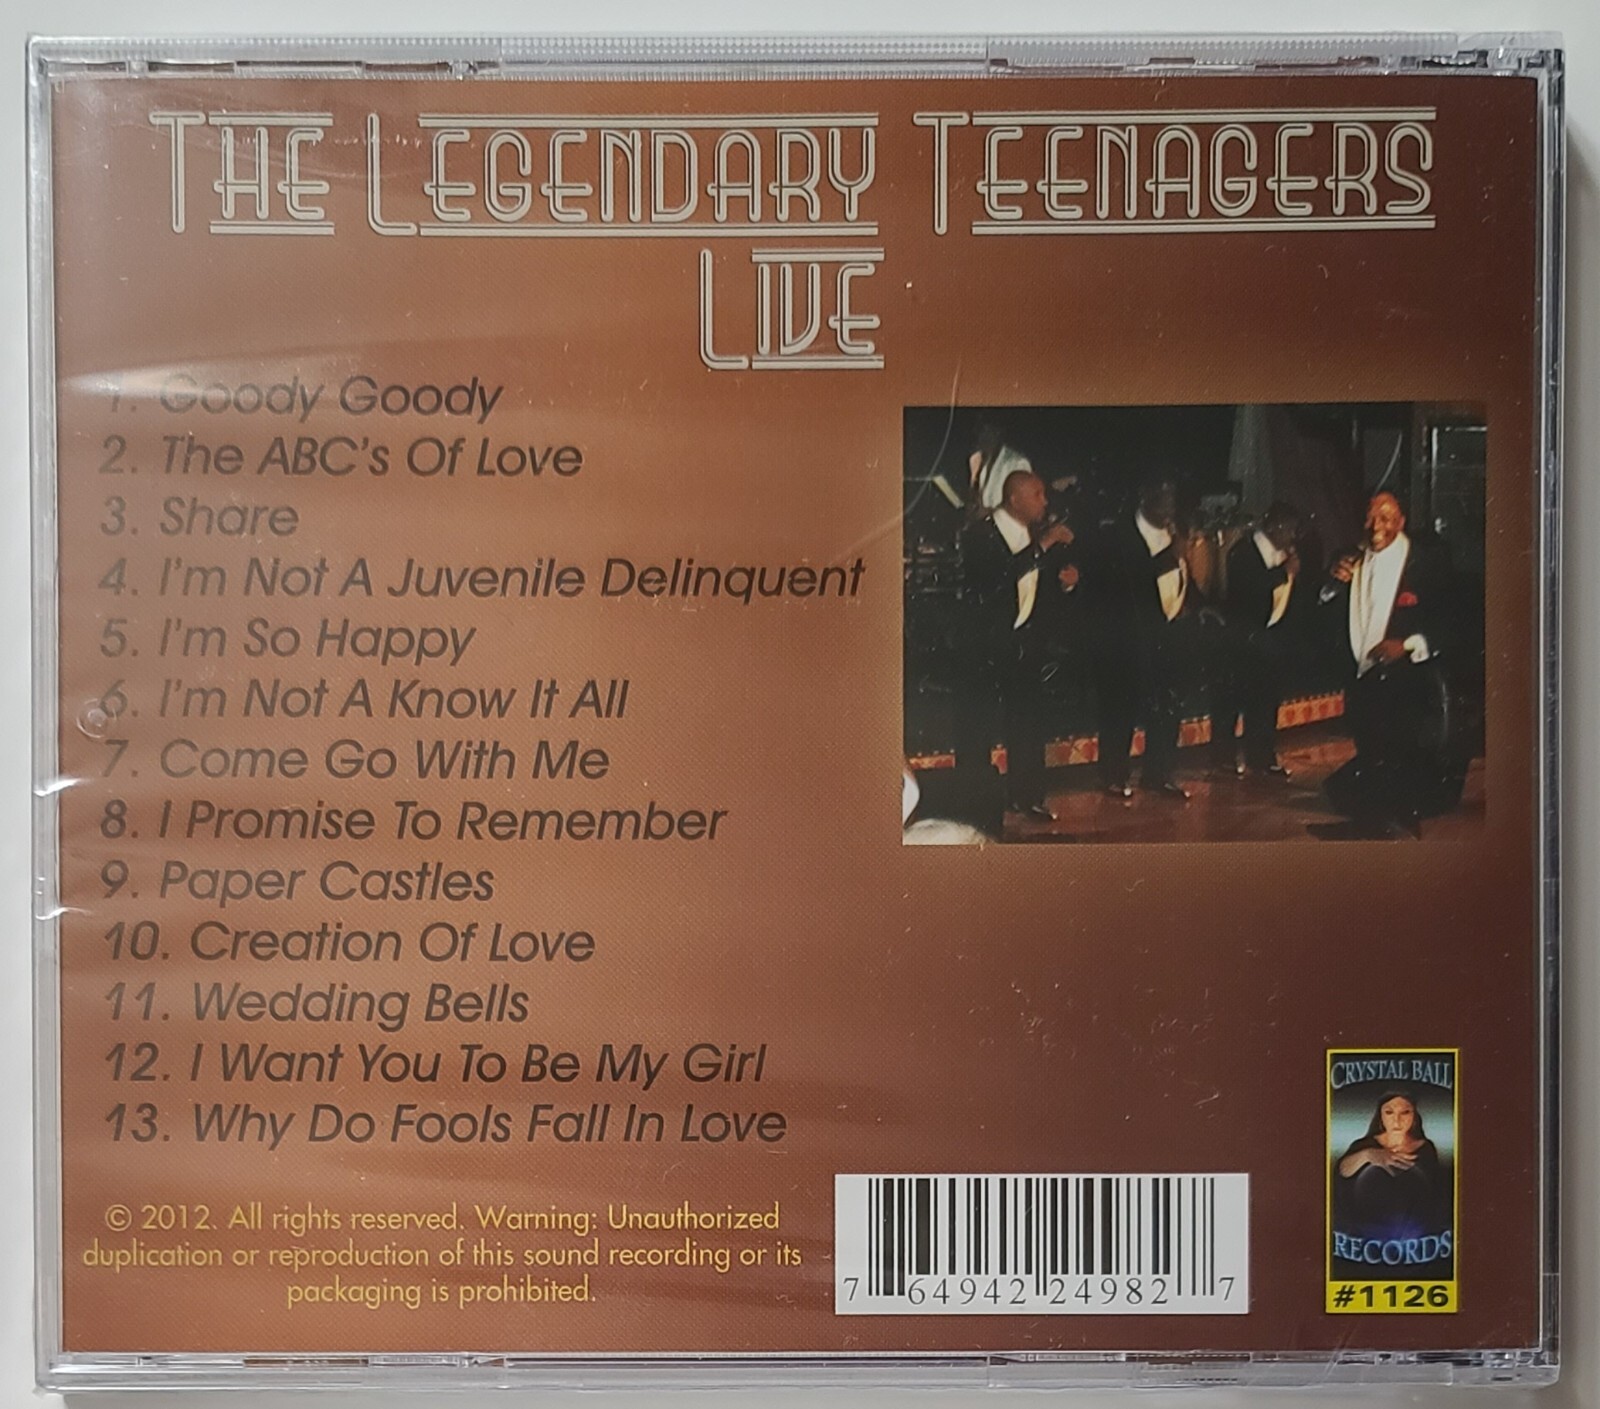 THE LEGENDARY TEENAGERS
LIVE
1. Goody Goody
2. The ABC's Of Love
3. Share
4. I'm Not A Juvenile Delinquent
5. I'm So Happy
6. I'm Not A Know It All
7. Come Go With Me
8. I Promise To Remember
9. Paper Castles
10. Creation Of Love
11. Wedding Bells
12. I Want You To Be My Girl
13. Why Do Fools Fall In Love
© 2012. All rights reserved. Warning: Unauthorized
duplication or reproduction of this sound recording or its
packaging is prohibited.
7 64942 24982 7
CRYSTAL BALL
RECORDS
#1126